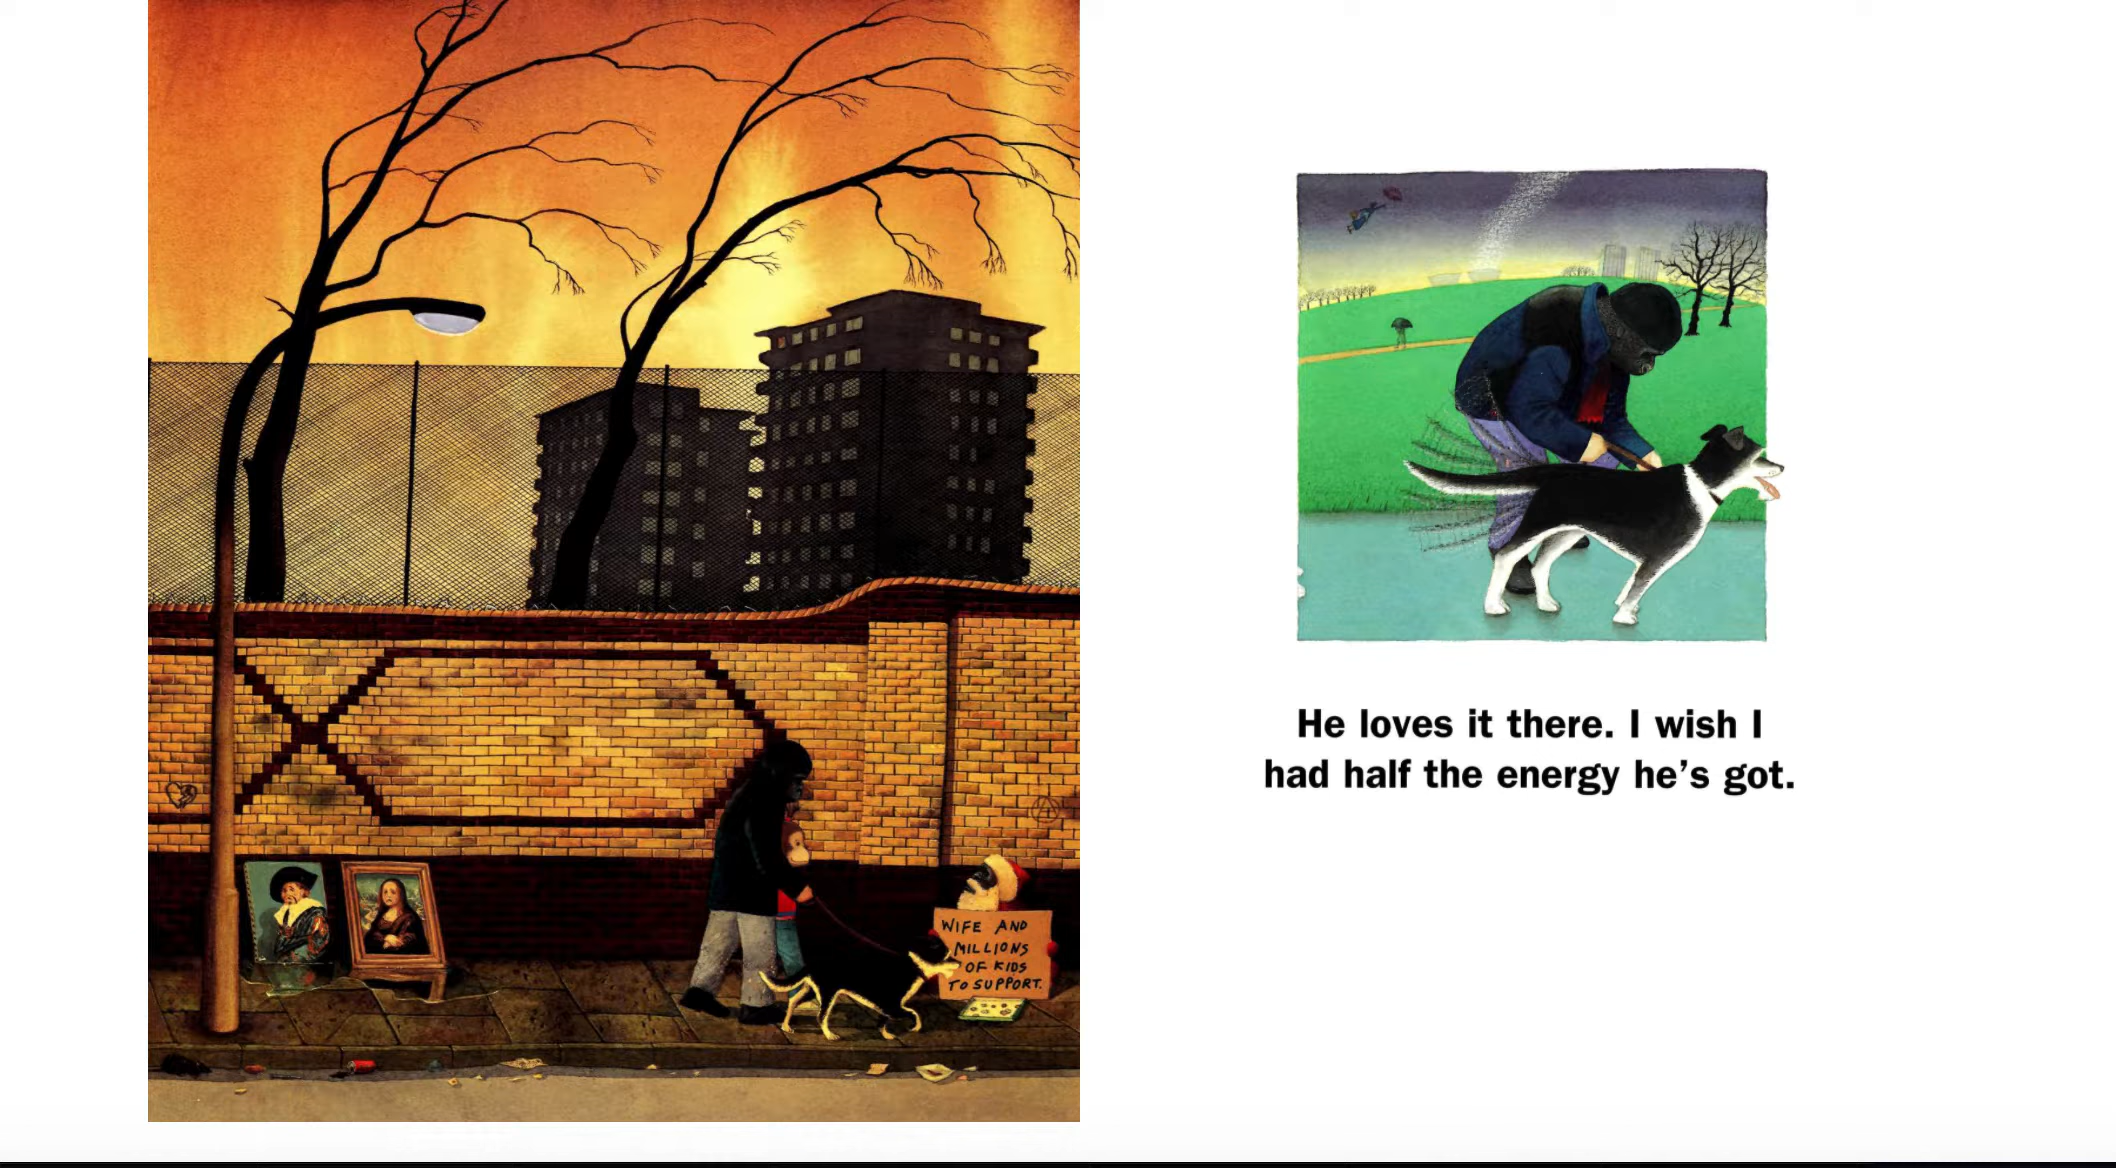 WIFE AND
MILLIONS
OF KIDS
TO SUPPORT.
He loves it there. I wish I
had half the energy he’s got.